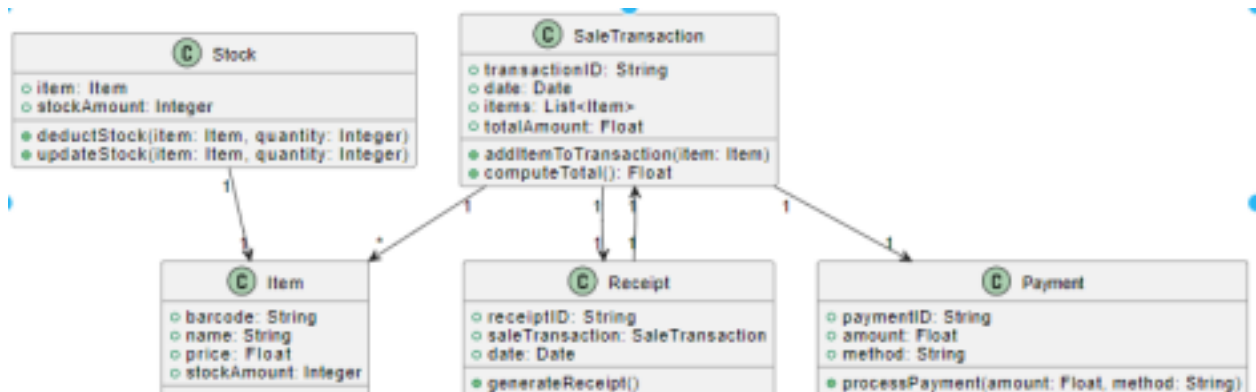 C Stock
item: Item
stockAmount: Integer
deductStock(item: Item, quantity: Integer)
updateStock(item: Item, quantity: Integer)
C SaleTransaction
transactionID: String
date: Date
items: List<Item>
totalAmount: Float
addItemToTransaction(item: Item)
computeTotal(): Float
1
1
1
*
1
1
1
1
1
1
C Item
barcode: String
name: String
price: Float
stockAmount: Integer
C Receipt
receiptID: String
saleTransaction: SaleTransaction
date: Date
generateReceipt()
C Payment
paymentID: String
amount: Float
method: String
processPayment(amount: Float, method: String)